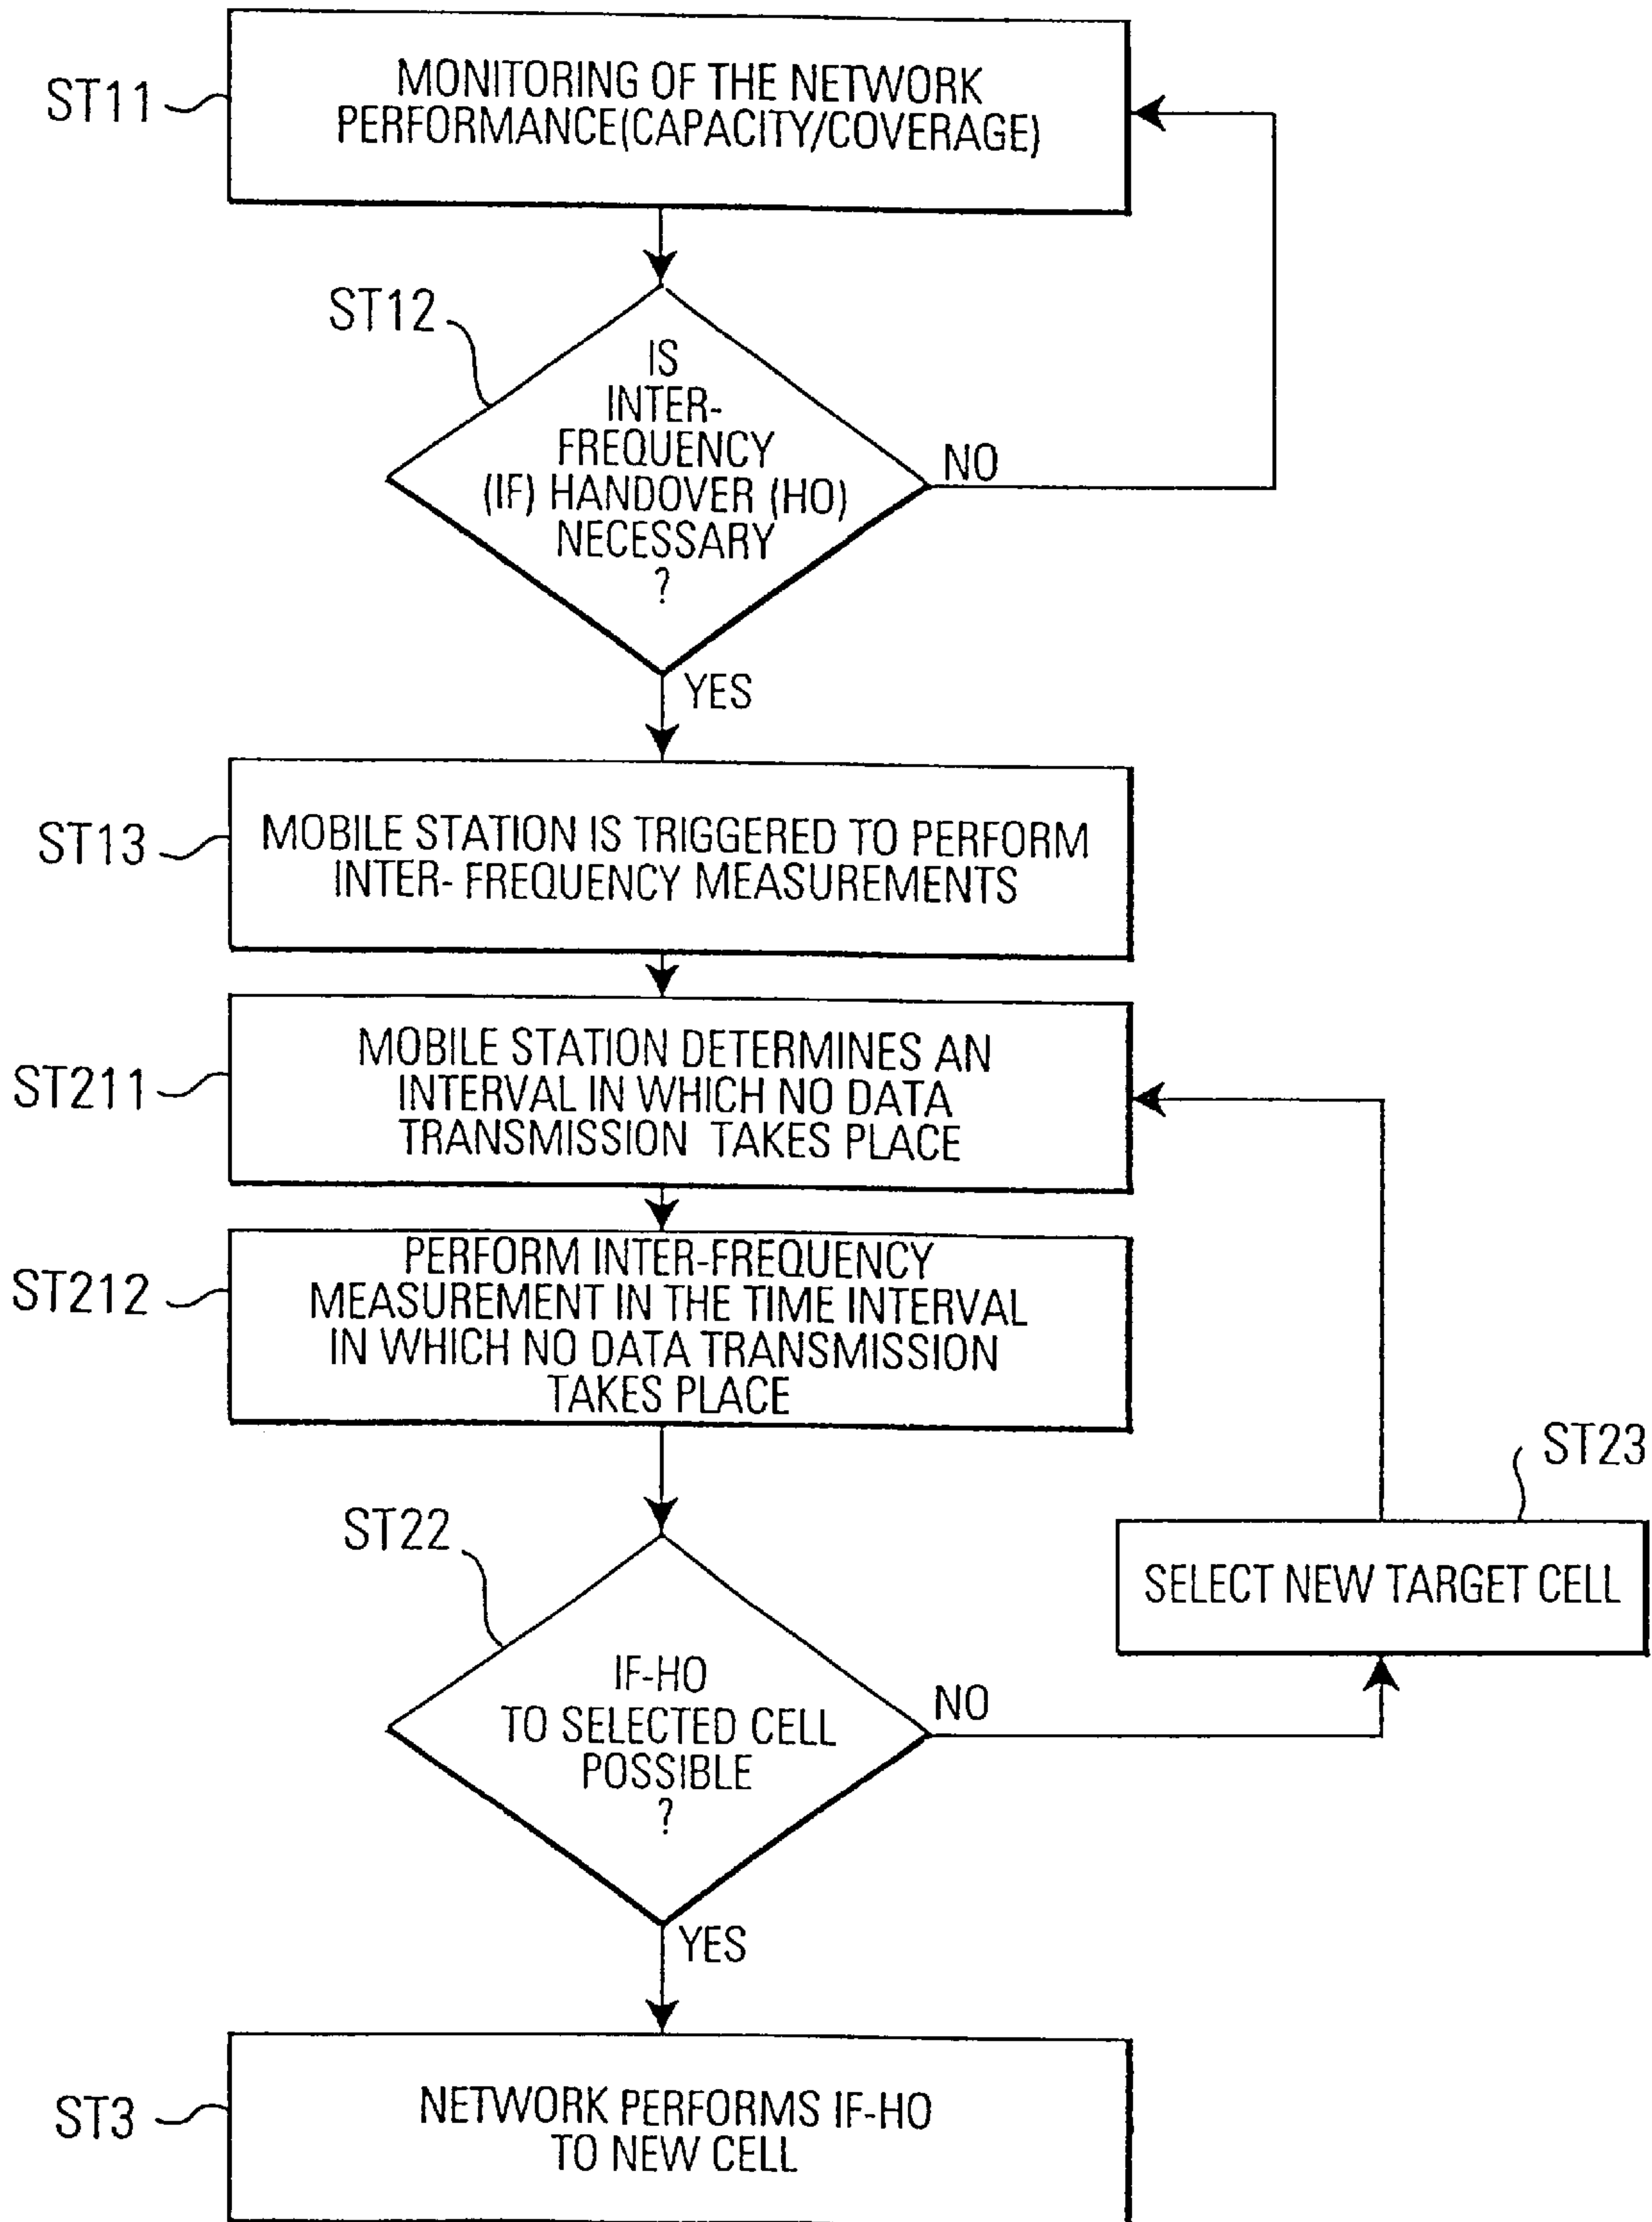 ST11
MONITORING OF THE NETWORK
PERFORMANCE(CAPACITY/COVERAGE)
ST12
IS
INTER-
FREQUENCY
(IF) HANDOVER (HO)
NECESSARY
?
NO
YES
ST13
MOBILE STATION IS TRIGGERED TO PERFORM
INTER- FREQUENCY MEASUREMENTS
ST211
MOBILE STATION DETERMINES AN
INTERVAL IN WHICH NO DATA
TRANSMISSION TAKES PLACE
ST212
PERFORM INTER-FREQUENCY
MEASUREMENT IN THE TIME INTERVAL
IN WHICH NO DATA TRANSMISSION
TAKES PLACE
ST23
SELECT NEW TARGET CELL
ST22
IF-HO
TO SELECTED CELL
POSSIBLE
?
NO
YES
ST3
NETWORK PERFORMS IF-HO
TO NEW CELL